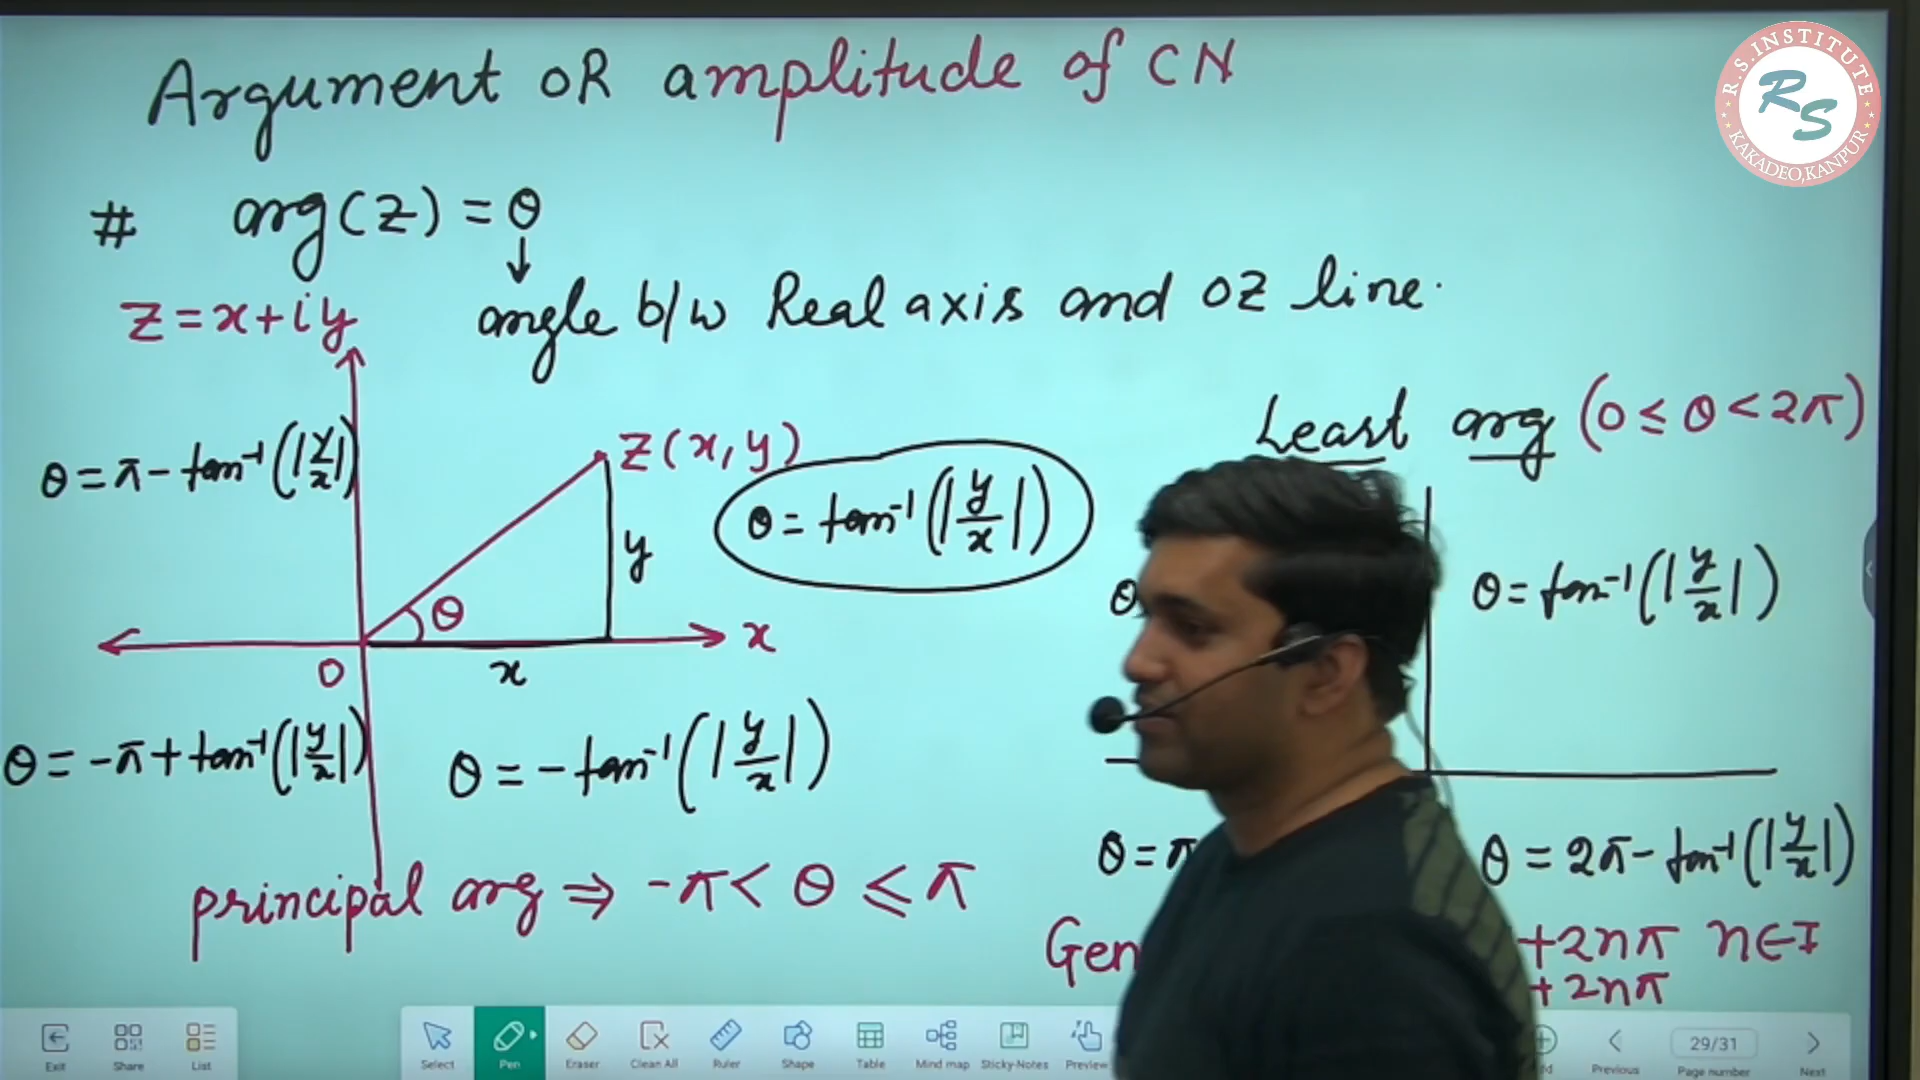 Argument OR amplitude of CN
R.S.INSTITUTE
RS
KAKADEO,KANPUR
# arg(z) = θ
↓
z = x+iy
angle b/w Real axis and OZ line.
Least arg (0 ≤ θ < 2π)
θ = π - tan⁻¹(|y/x|)
z(x, y)
θ = tan⁻¹(|y/x|)
y
θ
θ = tan⁻¹(|y/x|)
θ
x
0
x
θ = -π + tan⁻¹(|y/x|)
θ = - tan⁻¹(|y/x|)
θ = π
θ = 2π - tan⁻¹(|y/x|)
principal arg ⇒ -π < θ ≤ π
Gen
+2nπ n∈I
+2nπ
Exit Share List Select Pen Eraser Clean All Ruler Shape Table Mind map Sticky-Notes Preview Previous 29/31 Page number Next